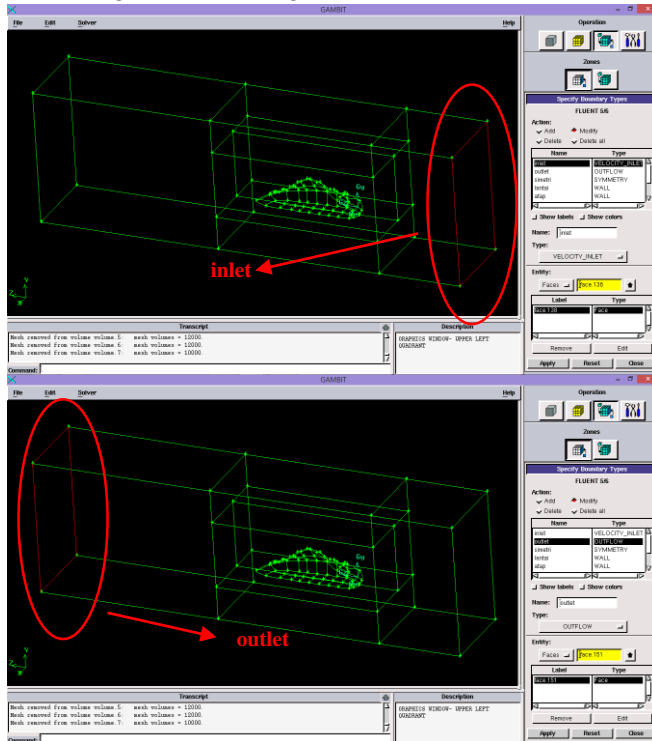 GAMBIT
File Edit Solver Help
Operation
Zones
Specify Boundary Types
FLUENT 5/6
Action:
Add Modify
Delete Delete all
Name Type
inlet VELOCITY_INLET
outlet OUTFLOW
simetri SYMMETRY
lantai WALL
atap WALL
Show labels Show colors
Name: inlet
Type:
VELOCITY_INLET
Entity:
Faces face.138
Label Type
face.138 Face
Remove Edit
Apply Reset Close
Gu
inlet
Y
Z
Transcript Description
Mesh removed from volume volume.5: mesh volumes = 12000.
Mesh removed from volume volume.6: mesh volumes = 12000.
Mesh removed from volume volume.7: mesh volumes = 10000.
GRAPHICS WINDOW- UPPER LEFT
QUADRANT
Command:
GAMBIT
File Edit Solver Help
Operation
Zones
Specify Boundary Types
FLUENT 5/6
Action:
Add Modify
Delete Delete all
Name Type
inlet VELOCITY_INLET
outlet OUTFLOW
simetri SYMMETRY
lantai WALL
atap WALL
Show labels Show colors
Name: outlet
Type:
OUTFLOW
Entity:
Faces face.151
Label Type
face.151 Face
Remove Edit
Apply Reset Close
Gu
outlet
Y
Z
Transcript Description
Mesh removed from volume volume.5: mesh volumes = 12000.
Mesh removed from volume volume.6: mesh volumes = 12000.
Mesh removed from volume volume.7: mesh volumes = 10000.
GRAPHICS WINDOW- UPPER LEFT
QUADRANT
Command: